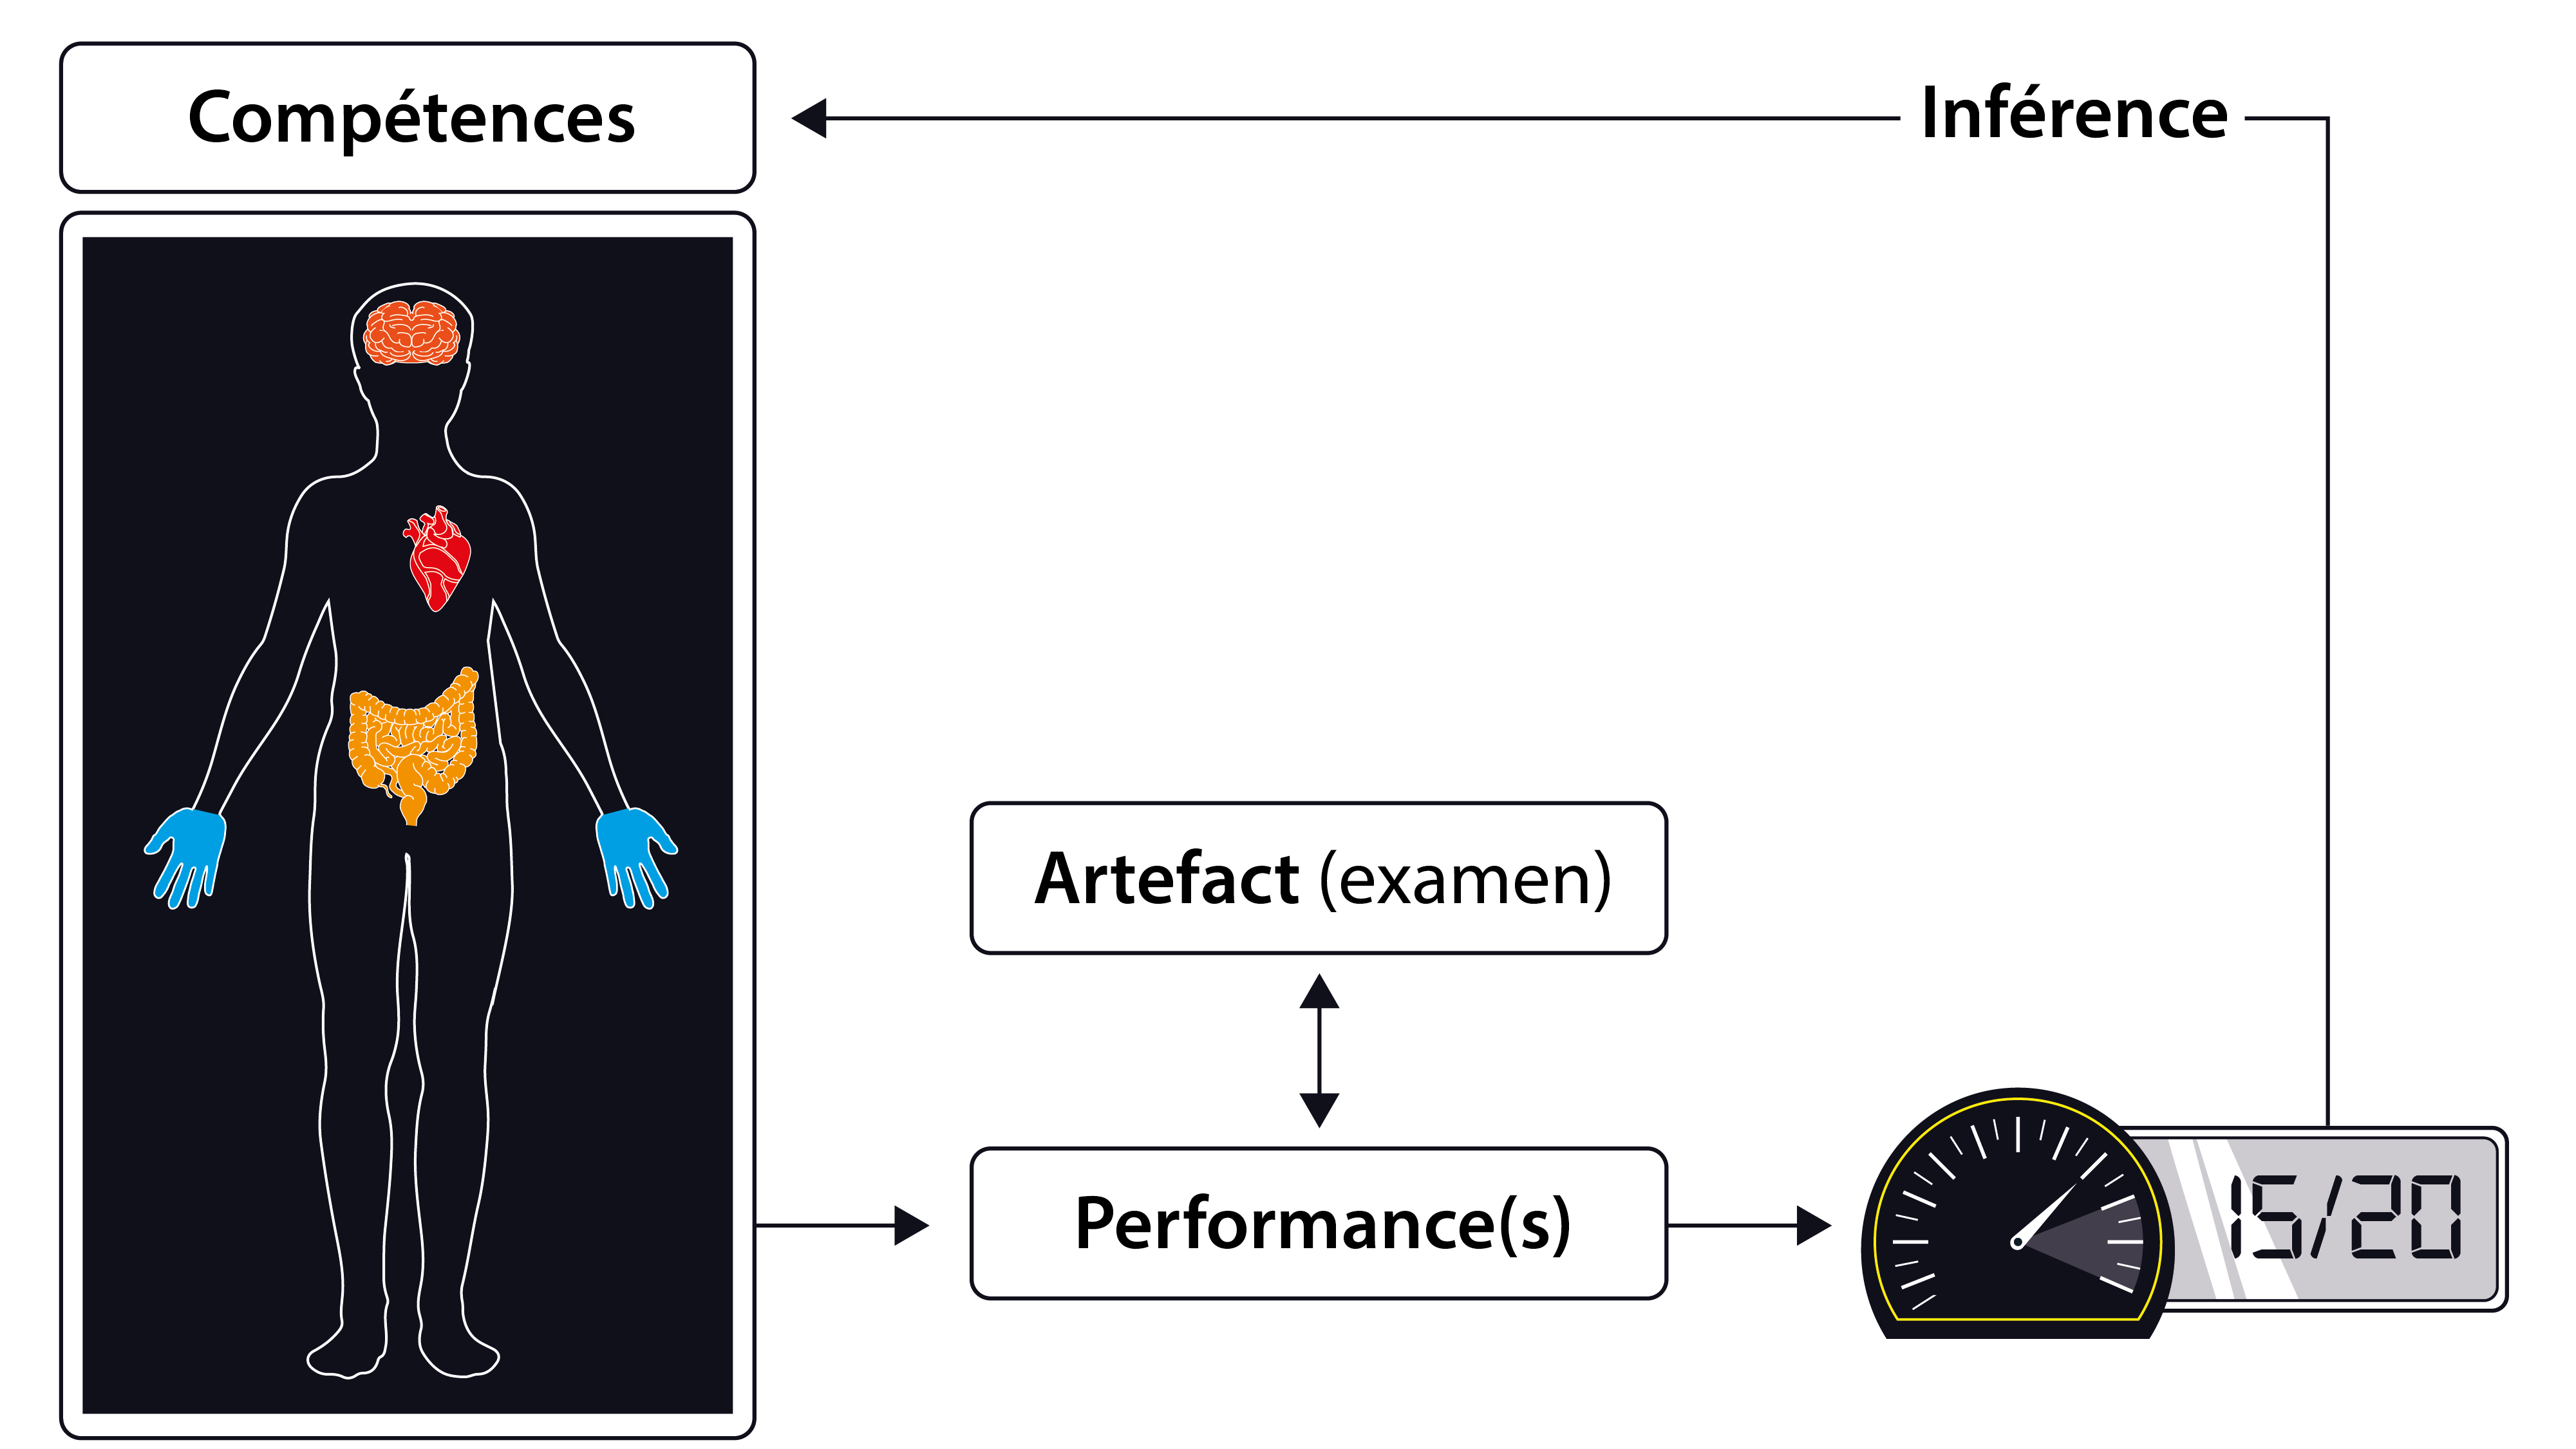 Compétences
Inférence
Artefact (examen)
Performance(s)
15/20